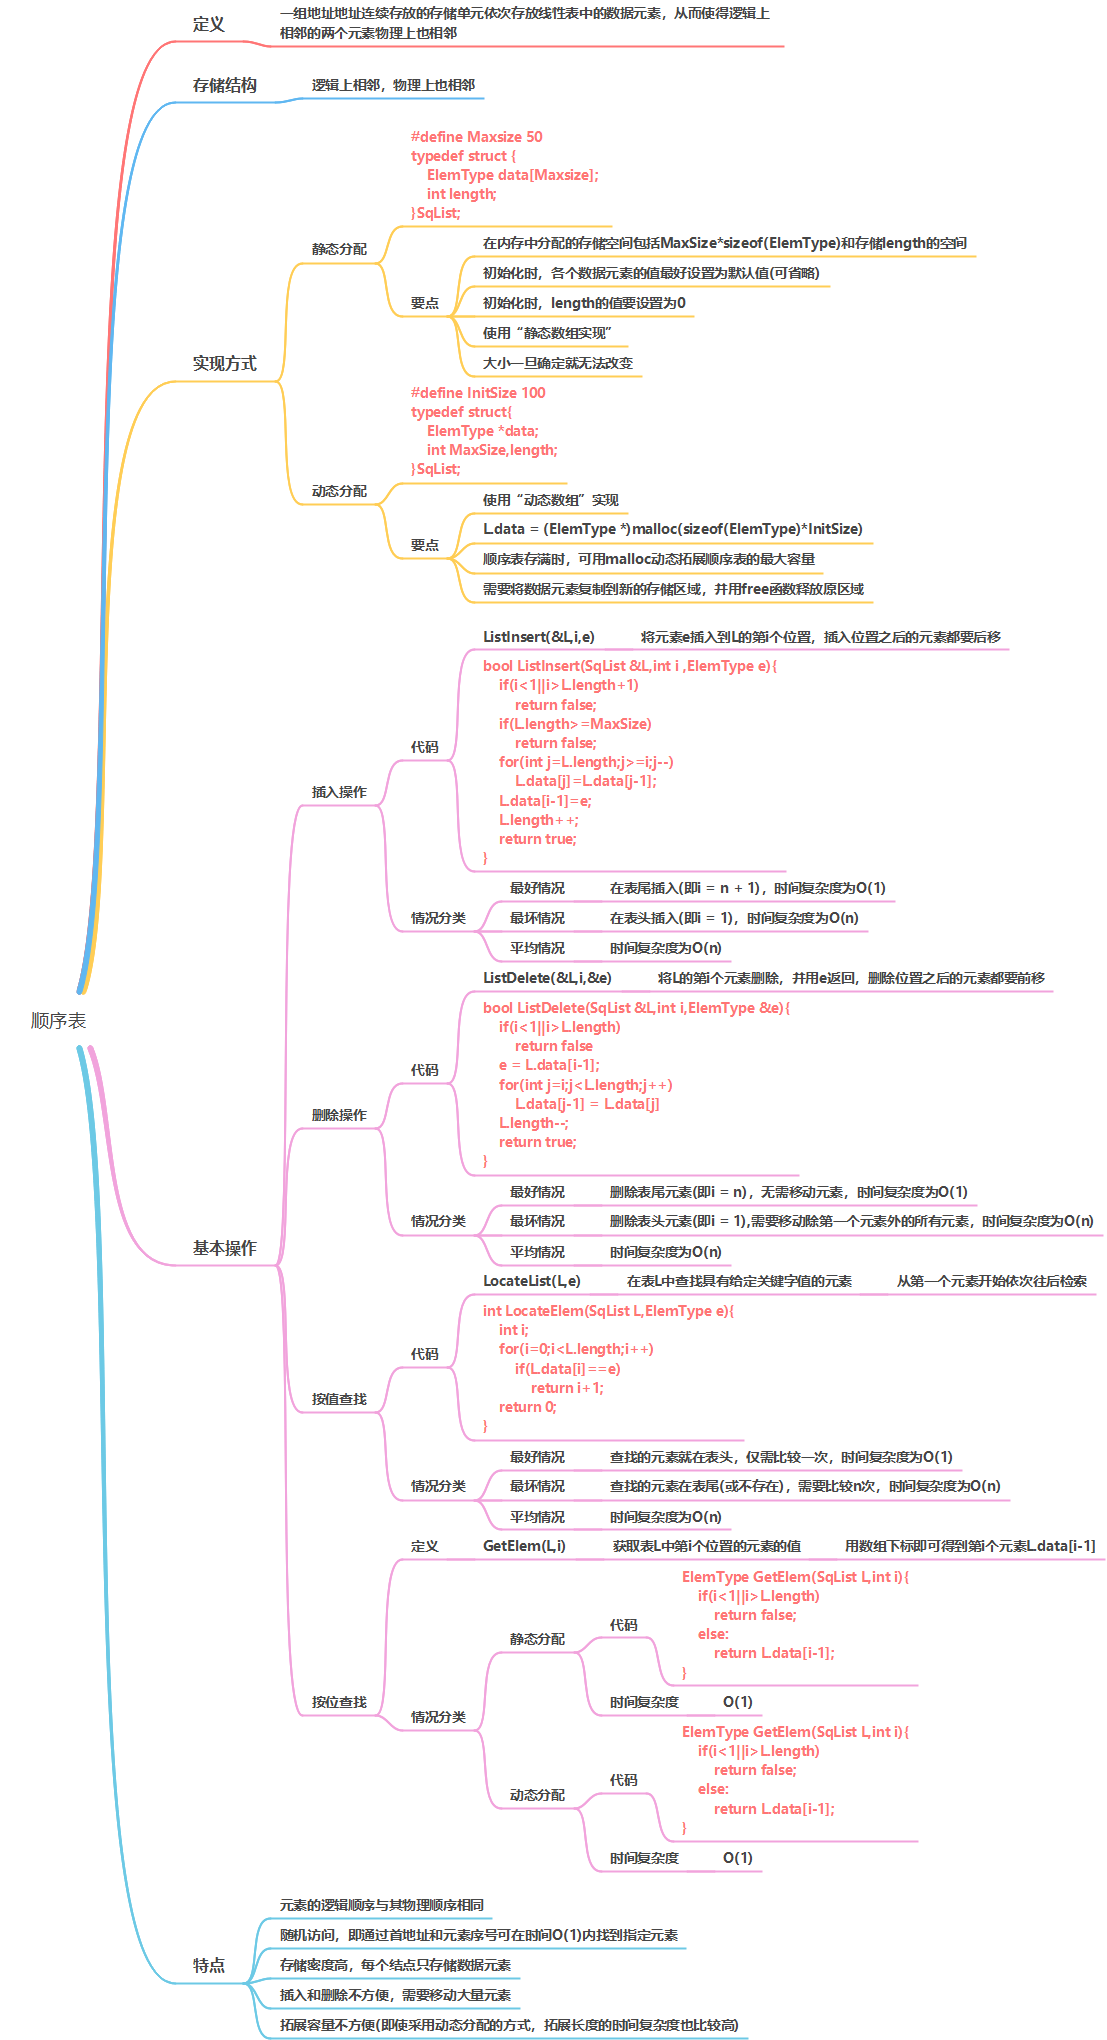 顺序表
定义
一组地址地址连续存放的存储单元依次存放线性表中的数据元素，从而使得逻辑上
相邻的两个元素物理上也相邻
存储结构
逻辑上相邻，物理上也相邻
实现方式
静态分配
#define Maxsize 50
typedef struct {
    ElemType data[Maxsize];
    int length;
}SqList;
要点
在内存中分配的存储空间包括MaxSize*sizeof(ElemType)和存储length的空间
初始化时，各个数据元素的值最好设置为默认值(可省略)
初始化时，length的值要设置为0
使用“静态数组实现”
大小一旦确定就无法改变
动态分配
#define InitSize 100
typedef struct{
    ElemType *data;
    int MaxSize,length;
}SqList;
要点
使用“动态数组”实现
L.data = (ElemType *)malloc(sizeof(ElemType)*InitSize)
顺序表存满时，可用malloc动态拓展顺序表的最大容量
需要将数据元素复制到新的存储区域，并用free函数释放原区域
基本操作
插入操作
代码
ListInsert(&L,i,e) 将元素e插入到L的第i个位置，插入位置之后的元素都要后移
bool ListInsert(SqList &L,int i ,ElemType e){
    if(i<1||i>L.length+1)
        return false;
    if(L.length>=MaxSize)
        return false;
    for(int j=L.length;j>=i;j--)
        L.data[j]=L.data[j-1];
    L.data[i-1]=e;
    L.length++;
    return true;
}
情况分类
最好情况 在表尾插入(即i = n + 1)，时间复杂度为O(1)
最坏情况 在表头插入(即i = 1)，时间复杂度为O(n)
平均情况 时间复杂度为O(n)
删除操作
代码
ListDelete(&L,i,&e) 将L的第i个元素删除，并用e返回，删除位置之后的元素都要前移
bool ListDelete(SqList &L,int i,ElemType &e){
    if(i<1||i>L.length)
        return false
    e = L.data[i-1];
    for(int j=i;j<L.length;j++)
        L.data[j-1] = L.data[j]
    L.length--;
    return true;
}
情况分类
最好情况 删除表尾元素(即i = n)，无需移动元素，时间复杂度为O(1)
最坏情况 删除表头元素(即i = 1),需要移动除第一个元素外的所有元素，时间复杂度为O(n)
平均情况 时间复杂度为O(n)
按值查找
代码
LocateList(L,e) 在表L中查找具有给定关键字值的元素 从第一个元素开始依次往后检索
int LocateElem(SqList L,ElemType e){
    int i;
    for(i=0;i<L.length;i++)
        if(L.data[i]==e)
            return i+1;
    return 0;
}
情况分类
最好情况 查找的元素就在表头，仅需比较一次，时间复杂度为O(1)
最坏情况 查找的元素在表尾(或不存在)，需要比较n次，时间复杂度为O(n)
平均情况 时间复杂度为O(n)
按位查找
定义 GetElem(L,i) 获取表L中第i个位置的元素的值 用数组下标即可得到第i个元素L.data[i-1]
情况分类
静态分配
代码
ElemType GetElem(SqList L,int i){
    if(i<1||i>L.length)
        return false;
    else:
        return L.data[i-1];
}
时间复杂度 O(1)
动态分配
代码
ElemType GetElem(SqList L,int i){
    if(i<1||i>L.length)
        return false;
    else:
        return L.data[i-1];
}
时间复杂度 O(1)
特点
元素的逻辑顺序与其物理顺序相同
随机访问，即通过首地址和元素序号可在时间O(1)内找到指定元素
存储密度高，每个结点只存储数据元素
插入和删除不方便，需要移动大量元素
拓展容量不方便(即使采用动态分配的方式，拓展长度的时间复杂度也比较高)